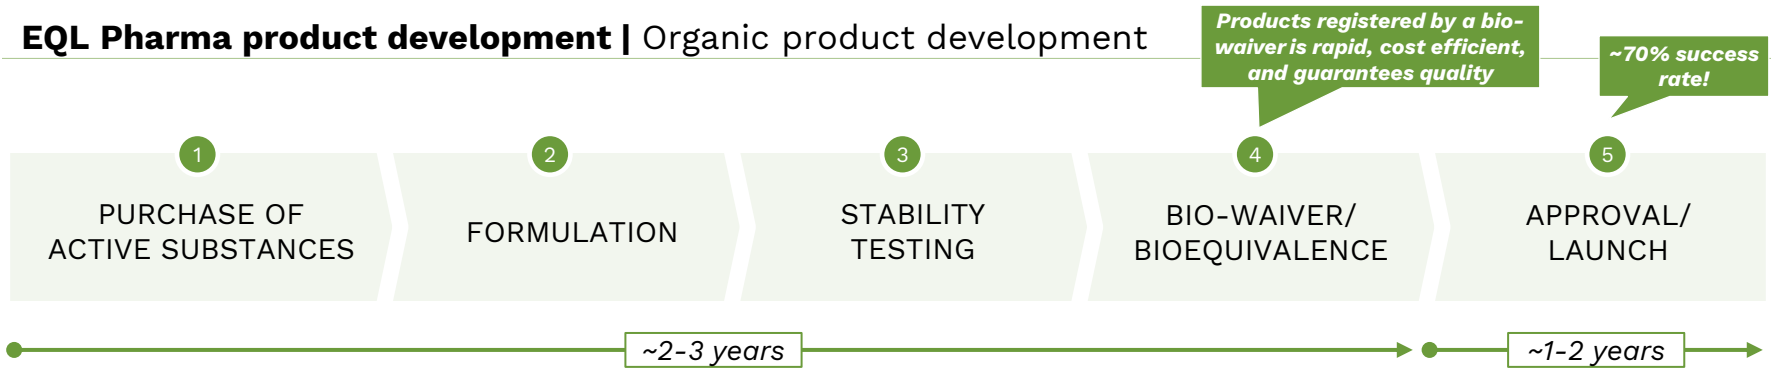 EQL Pharma product development | Organic product development
Products registered by a bio-
waiver is rapid, cost efficient,
and guarantees quality
~70% success
rate!
1
PURCHASE OF
ACTIVE SUBSTANCES
2
FORMULATION
3
STABILITY
TESTING
4
BIO-WAIVER/
BIOEQUIVALENCE
5
APPROVAL/
LAUNCH
~2-3 years
~1-2 years